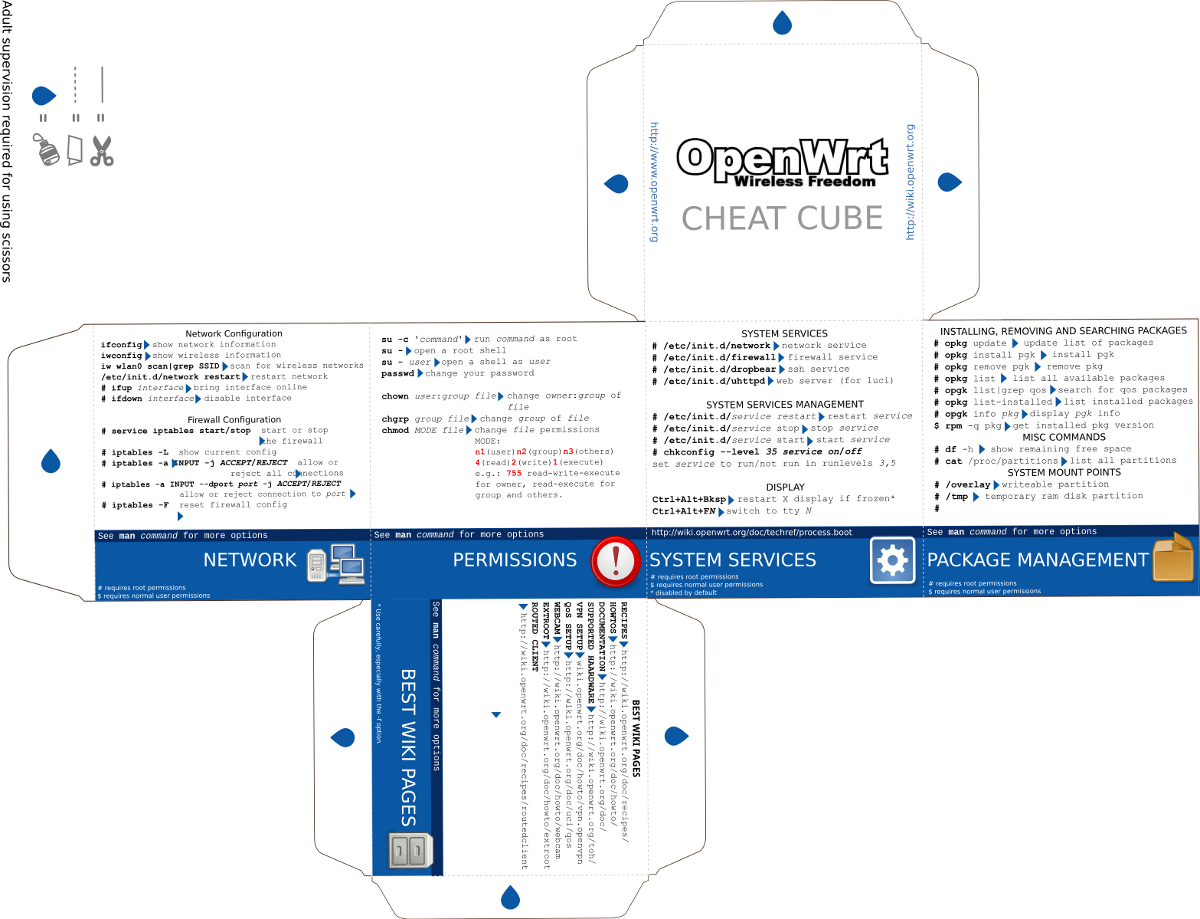 Adult supervision required for using scissors
=
=
=
http://www.openwrt.org
OpenWrt
Wireless Freedom
CHEAT CUBE
http://wiki.openwrt.org
Network Configuration
ifconfig show network information
iwconfig show wireless information
iw wlan0 scan|grep SSID scan for wireless networks
/etc/init.d/network restart restart network
# ifup interface bring interface online
# ifdown interface disable interface
Firewall Configuration
# service iptables start/stop start or stop
the firewall
# iptables -L show current config
# iptables -a INPUT -j ACCEPT/REJECT allow or
reject all connections
# iptables -a INPUT --dport port -j ACCEPT/REJECT
allow or reject connection to port
# iptables -F reset firewall config
See man command for more options
NETWORK
# requires root permissions
$ requires normal user permissions
su -c 'command' run command as root
su - open a root shell
su - user open a shell as user
passwd change your password
chown user:group file change owner:group of
file
chgrp group file change group of file
chmod MODE file change file permissions
MODE:
n1(user)n2(group)n3(others)
4(read)2(write)1(execute)
e.g.: 755 read-write-execute
for owner, read-execute for
group and others.
See man command for more options
PERMISSIONS
SYSTEM SERVICES
# /etc/init.d/network network service
# /etc/init.d/firewall firewall service
# /etc/init.d/dropbear ssh service
# /etc/init.d/uhttpd web server (for luci)
SYSTEM SERVICES MANAGEMENT
# /etc/init.d/service restart restart service
# /etc/init.d/service stop stop service
# /etc/init.d/service start start service
# chkconfig --level 35 service on/off
set service to run/not run in runlevels 3,5
DISPLAY
Ctrl+Alt+Bksp restart X display if frozen*
Ctrl+Alt+FN switch to tty N
http://wiki.openwrt.org/doc/techref/process.boot
SYSTEM SERVICES
# requires root permissions
$ requires normal user permissions
* disabled by default
INSTALLING, REMOVING AND SEARCHING PACKAGES
# opkg update update list of packages
# opkg install pgk install pgk
# opkg remove pgk remove pkg
# opkg list list all available packages
# opgk list|grep qos search for qos packages
# opkg list-installed list installed packages
# opgk info pkg display pgk info
$ rpm -q pkg get installed pkg version
MISC COMMANDS
# df -h show remaining free space
# cat /proc/partitions list all partitions
SYSTEM MOUNT POINTS
# /overlay writeable partition
# /tmp temporary ram disk partition
#
See man command for more options
PACKAGE MANAGEMENT
# requires root permissions
$ requires normal user permissions
BEST WIKI PAGES
RECIPES http://wiki.openwrt.org/doc/recipes/
HOWTOS http://wiki.openwrt.org/doc/howto/
DOCUMENTATION http://wiki.openwrt.org/doc/
SUPPORTED HAARDWARE http://wiki.openwrt.org/toh/
VPN SETUP wiki.openwrt.org/doc/howto/vpn.openvpn
QoS SETUP http://wiki.openwrt.org/doc/uci/qos
WEBCAM http://wiki.openwrt.org/doc/howto/webcam
EXTROOT http://wiki.openwrt.org/doc/howto/extroot
ROUTED CLIENT
http://wiki.openwrt.org/doc/recipes/routedclient
See man command for more options
BEST WIKI PAGES
* Use carefully, especially with the -f option.